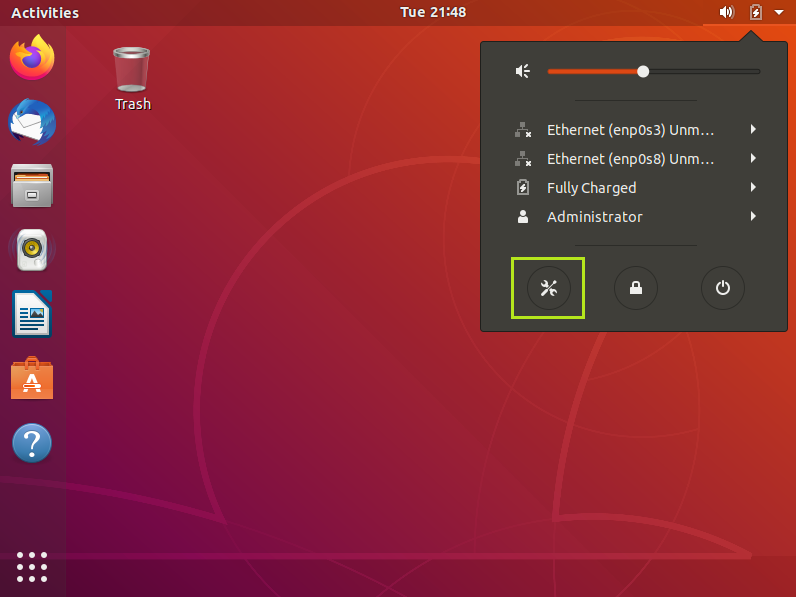 Activities
Tue 21:48
Trash
Ethernet (enp0s3) Unm…
Ethernet (enp0s8) Unm…
Fully Charged
Administrator